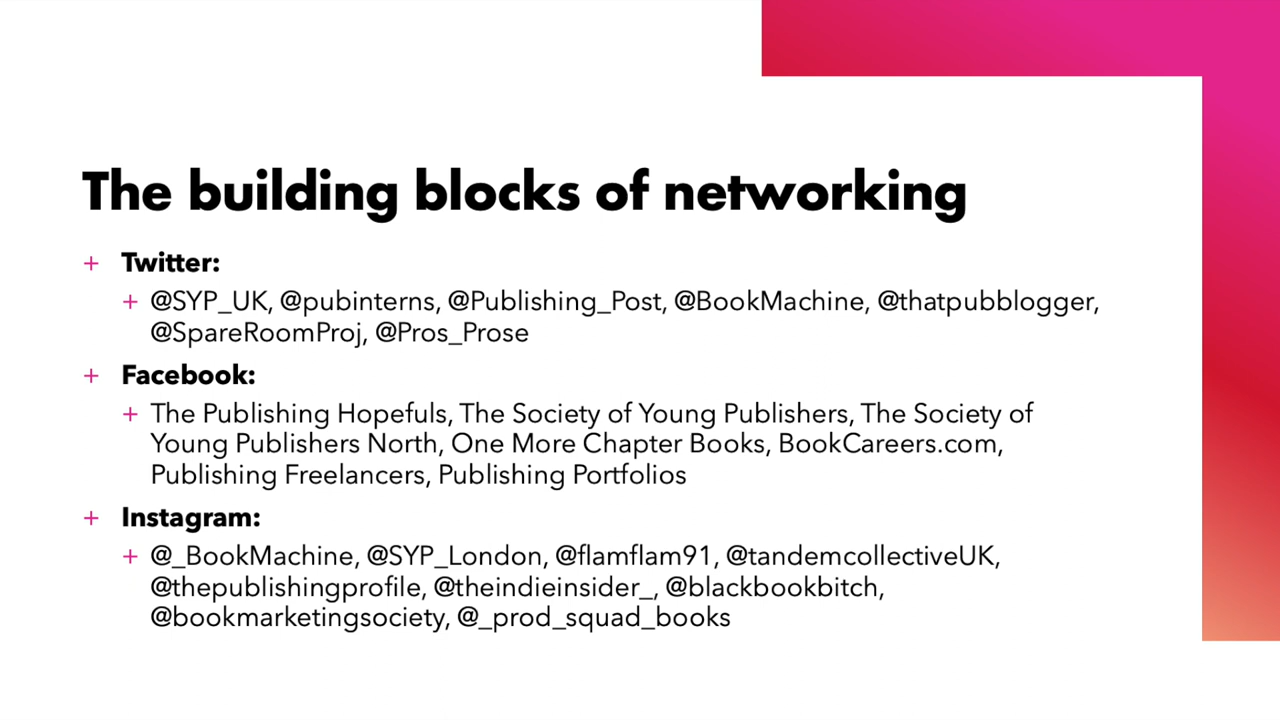 The building blocks of networking
+ Twitter:
+ @SYP_UK, @pubinterns, @Publishing_Post, @BookMachine, @thatpubblogger,
@SpareRoomProj, @Pros_Prose
+ Facebook:
+ The Publishing Hopefuls, The Society of Young Publishers, The Society of
Young Publishers North, One More Chapter Books, BookCareers.com,
Publishing Freelancers, Publishing Portfolios
+ Instagram:
+ @_BookMachine, @SYP_London, @flamflam91, @tandemcollectiveUK,
@thepublishingprofile, @theindieinsider_, @blackbookbitch,
@bookmarketingsociety, @_prod_squad_books